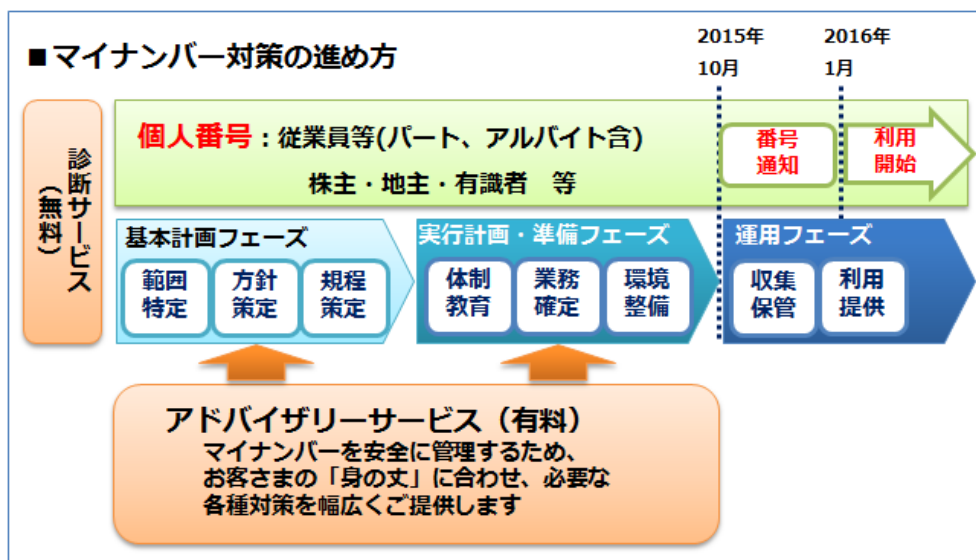 ■マイナンバー対策の進め方
2015年
10月
2016年
1月
診断サービス
(無料)
個人番号：従業員等(パート、アルバイト含)
株主・地主・有識者　等
番号
通知
利用
開始
基本計画フェーズ
範囲
特定
方針
策定
規程
策定
実行計画・準備フェーズ
体制
教育
業務
確定
環境
整備
運用フェーズ
収集
保管
利用
提供
アドバイザリーサービス（有料）
マイナンバーを安全に管理するため、
お客さまの「身の丈」に合わせ、必要な
各種対策を幅広くご提供します